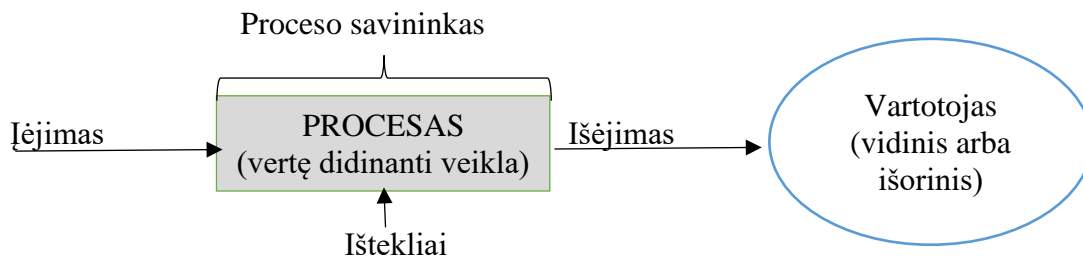 Proceso savininkas
Įėjimas
PROCESAS
(vertę didinanti veikla)
Išėjimas
Vartotojas
(vidinis arba
išorinis)
Ištekliai